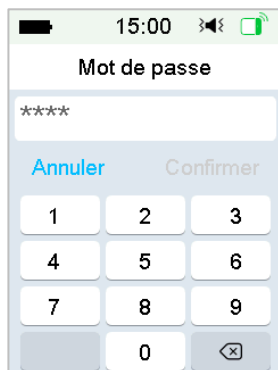 15:00
Mot de passe
****
Annuler Confirmer
1 2 3
4 5 6
7 8 9
0